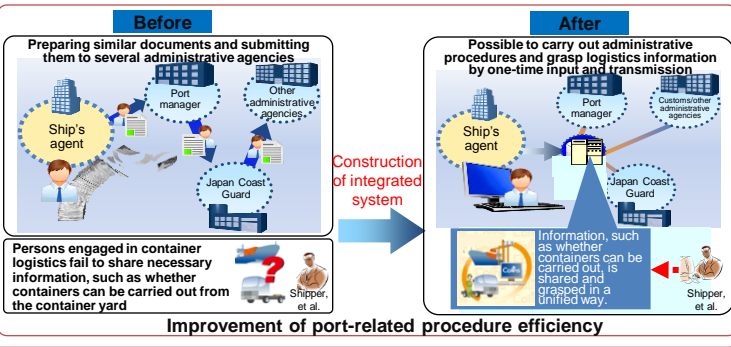 Before
Preparing similar documents and submitting
them to several administrative agencies
Port
manager
Other
administrative
agencies
Ship's
agent
Japan Coast
Guard
Persons engaged in container
logistics fail to share necessary
information, such as whether
containers can be carried out from
the container yard
?
Shipper,
et al.
Construction
of integrated
system
After
Possible to carry out administrative
procedures and grasp logistics information
by one-time input and transmission
Port
manager
Customs/other
administrative
agencies
Ship's
agent
Japan Coast
Guard
Information, such
as whether
containers can be
carried out, is
shared and
grasped in a
unified way.
Shipper,
et al.
Improvement of port-related procedure efficiency